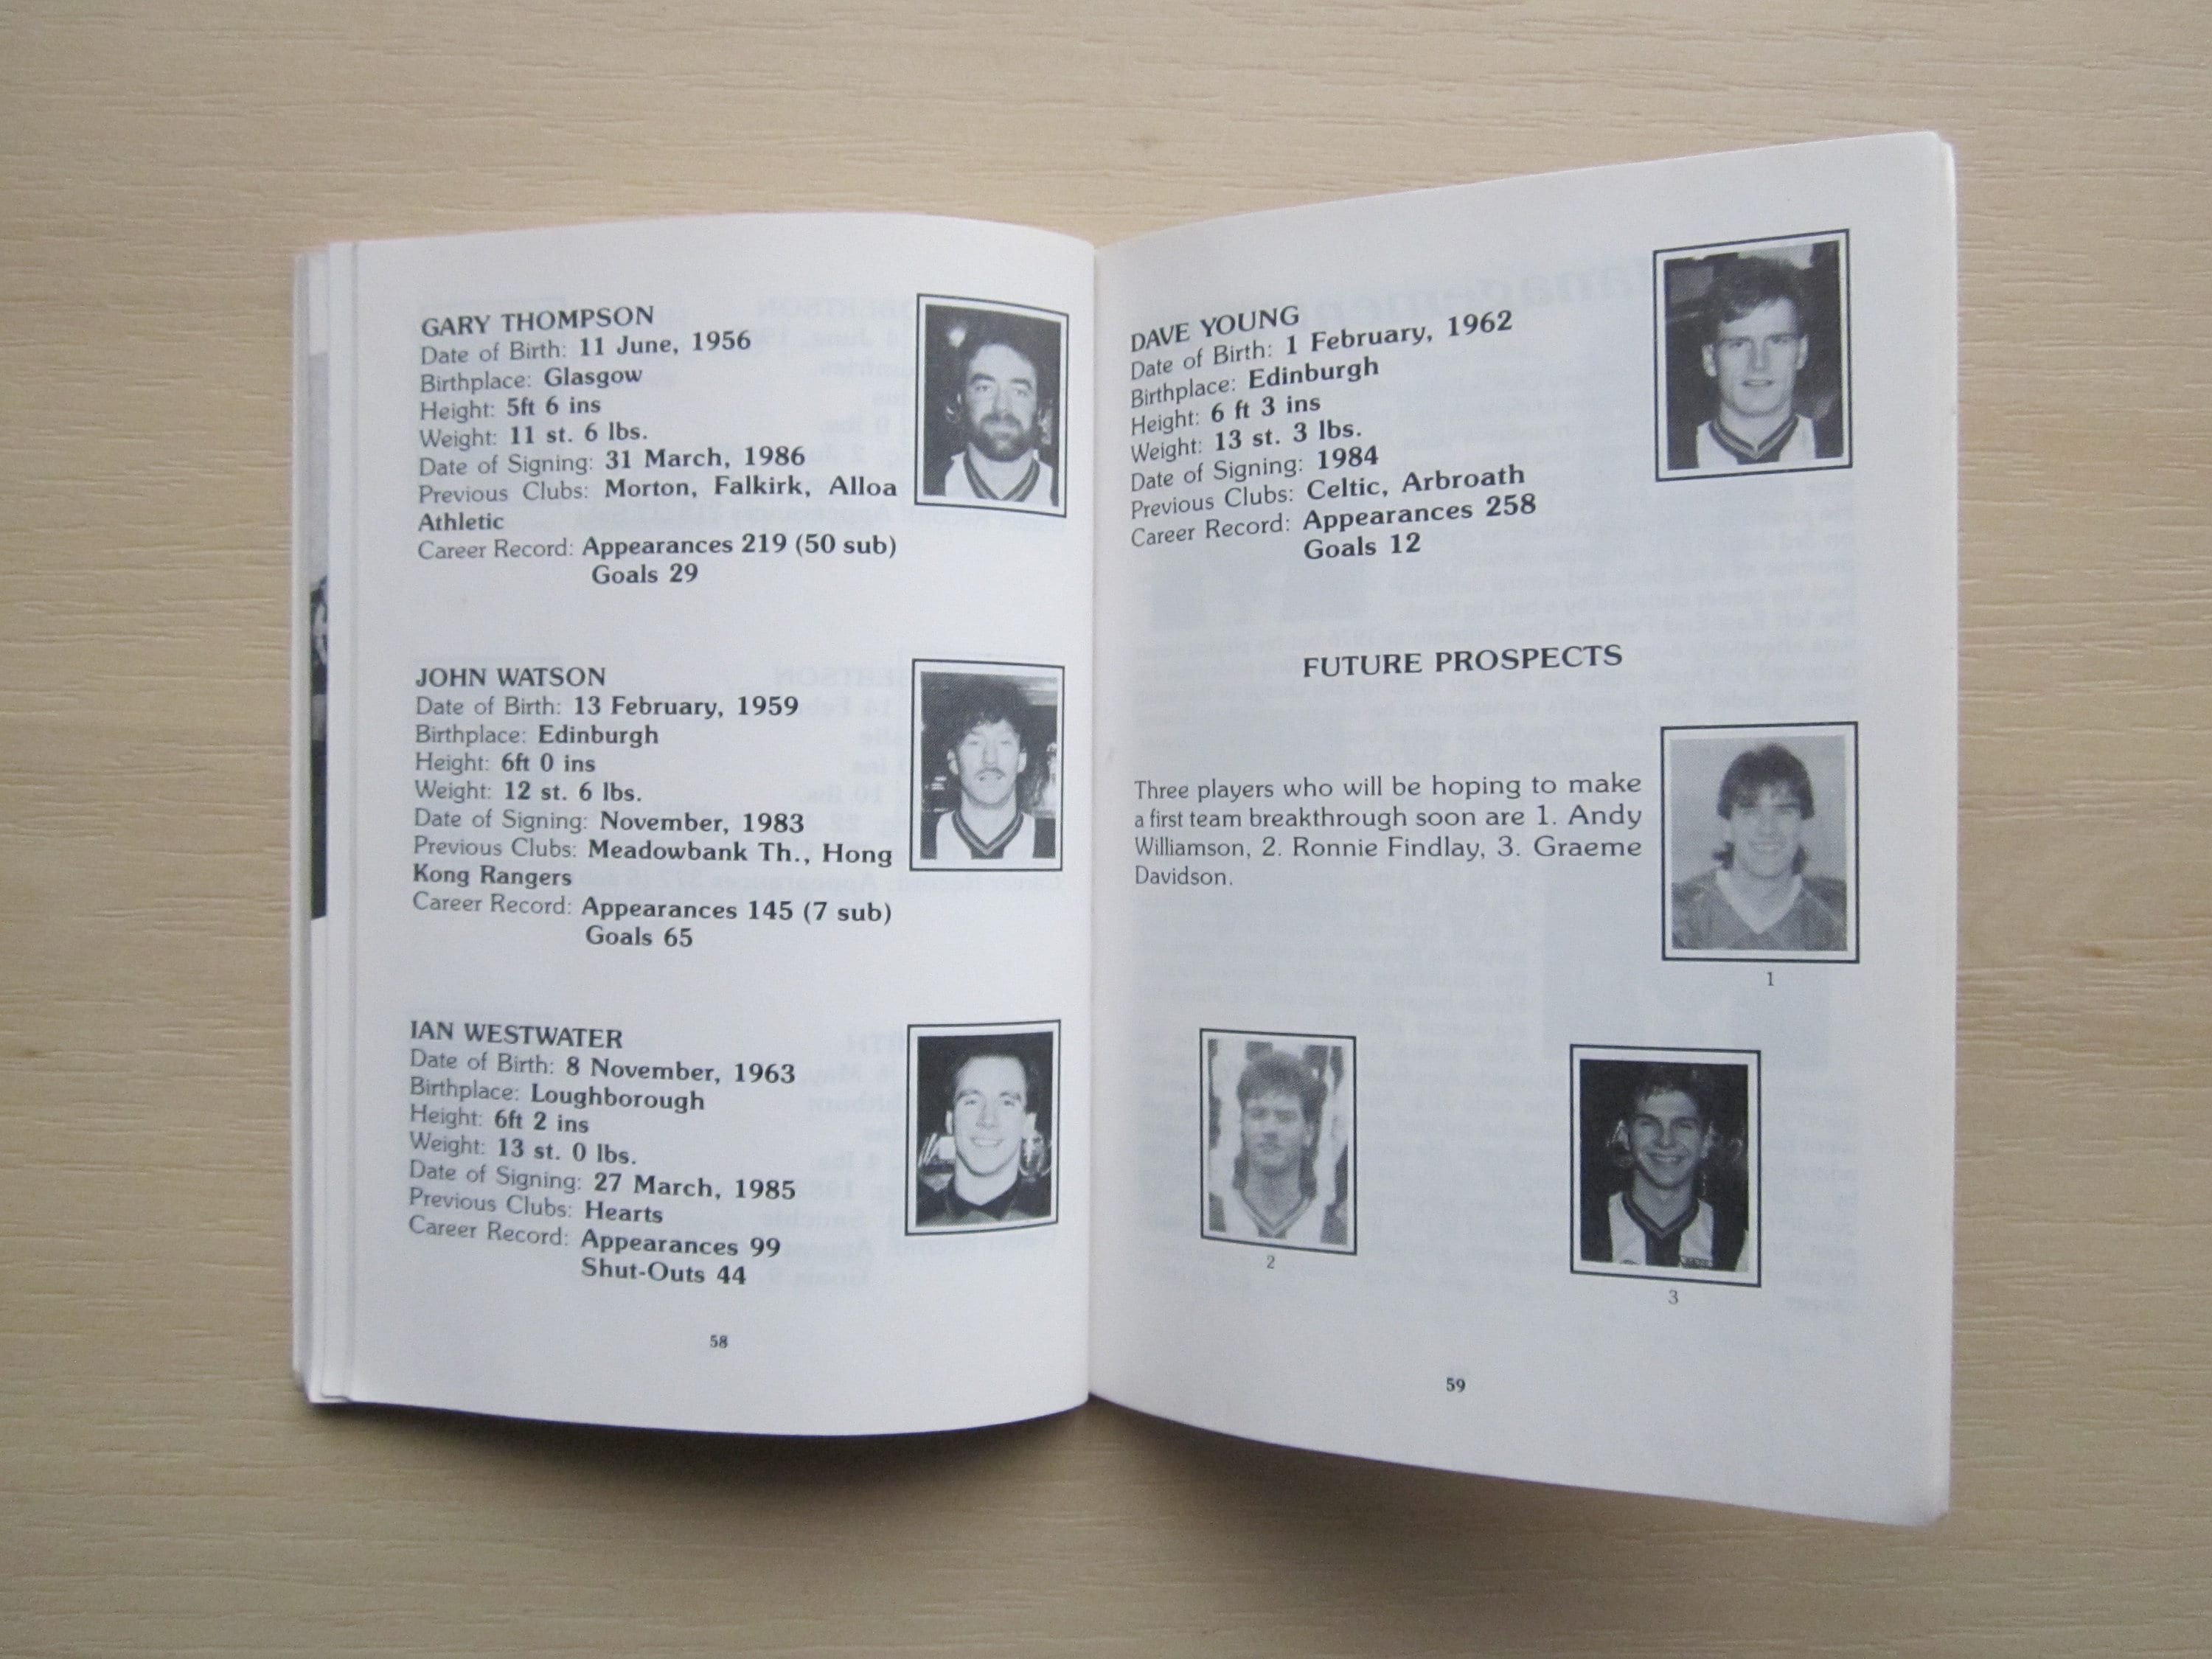 GARY THOMPSON
Date of Birth: 11 June, 1956
Birthplace: Glasgow
Height: 5ft 6 ins
Weight: 11 st. 6 lbs.
Date of Signing: 31 March, 1986
Previous Clubs: Morton, Falkirk, Alloa
Athletic
Career Record: Appearances 219 (50 sub)
Goals 29
JOHN WATSON
Date of Birth: 13 February, 1959
Birthplace: Edinburgh
Height: 6ft 0 ins
Weight: 12 st. 6 lbs.
Date of Signing: November, 1983
Previous Clubs: Meadowbank Th., Hong
Kong Rangers
Career Record: Appearances 145 (7 sub)
Goals 65
IAN WESTWATER
Date of Birth: 8 November, 1963
Birthplace: Loughborough
Height: 6ft 2 ins
Weight: 13 st. 0 lbs.
Date of Signing: 27 March, 1985
Previous Clubs: Hearts
Career Record: Appearances 99
Shut-Outs 44
58
DAVE YOUNG
Date of Birth: 1 February, 1962
Birthplace: Edinburgh
Height: 6 ft 3 ins
Weight: 13 st. 3 lbs.
Date of Signing: 1984
Previous Clubs: Celtic, Arbroath
Career Record: Appearances 258
Goals 12
FUTURE PROSPECTS
Three players who will be hoping to make
a first team breakthrough soon are 1. Andy
Williamson, 2. Ronnie Findlay, 3. Graeme
Davidson.
1
2
3
59